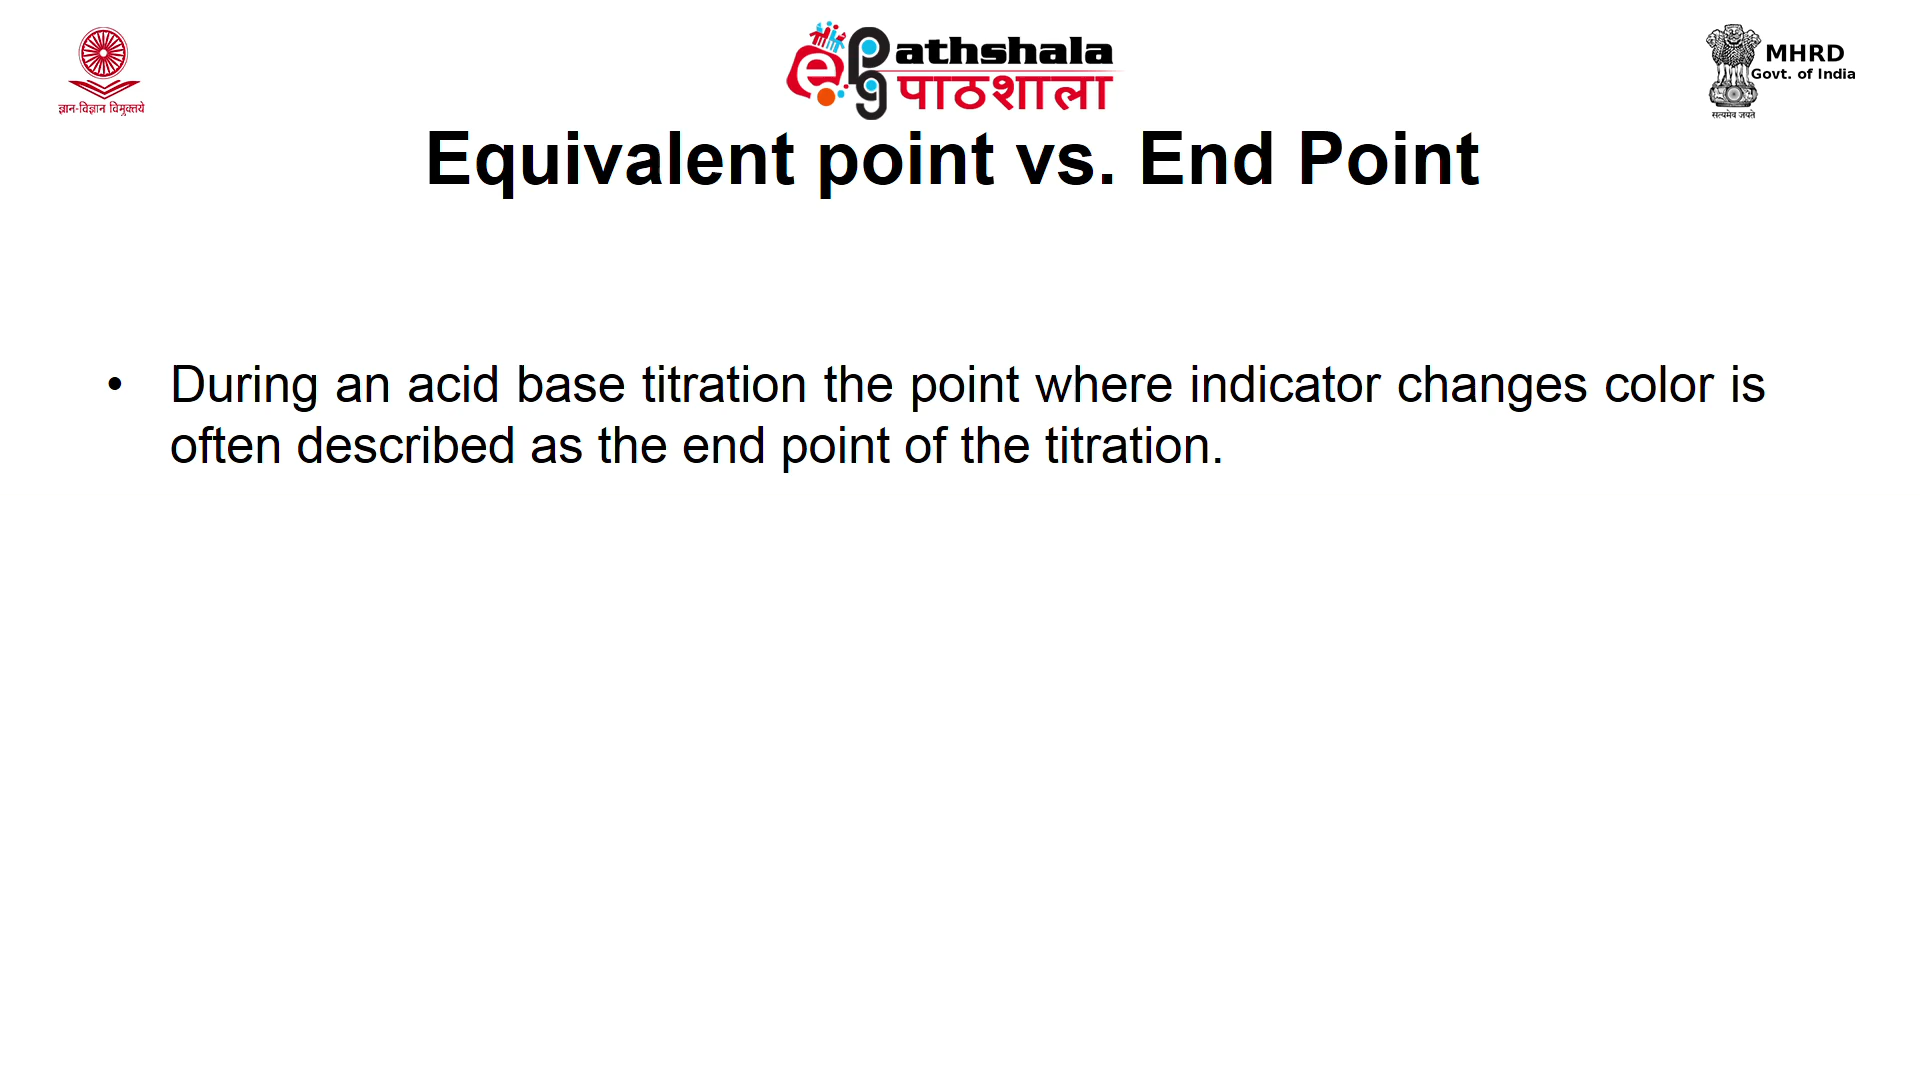 ज्ञान-विज्ञान विमुक्तये
e
pg
athshala
पाठशाला
MHRD
Govt. of India
सत्यमेव जयते
Equivalent point vs. End Point
• During an acid base titration the point where indicator changes color is
often described as the end point of the titration.